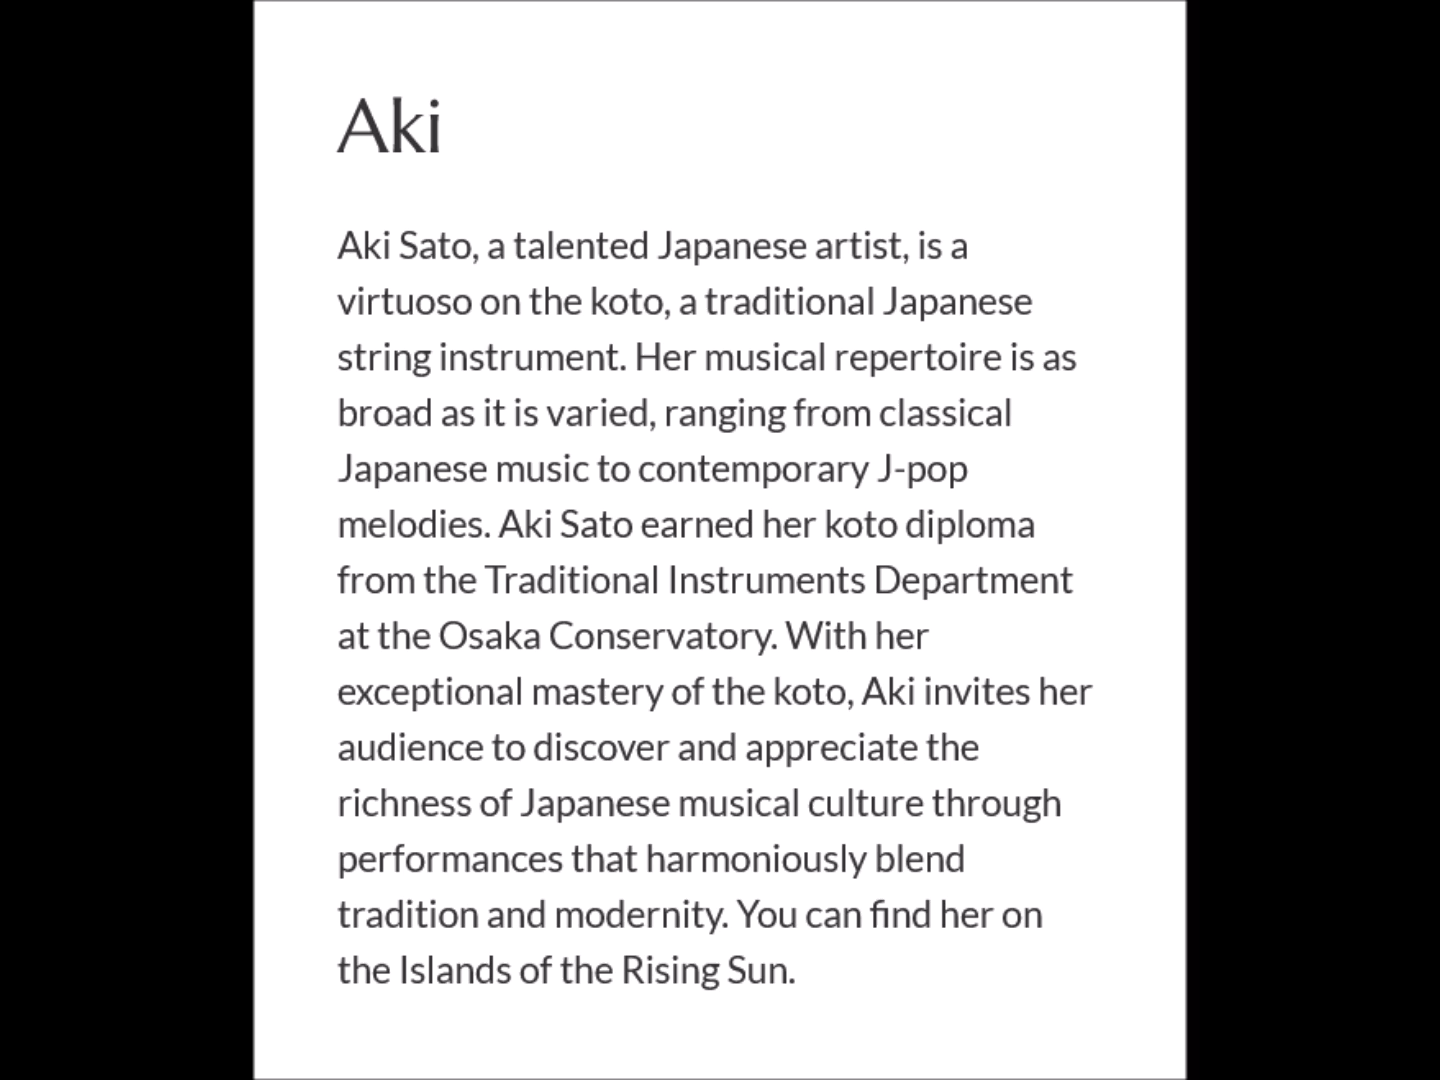 Aki
Aki Sato, a talented Japanese artist, is a
virtuoso on the koto, a traditional Japanese
string instrument. Her musical repertoire is as
broad as it is varied, ranging from classical
Japanese music to contemporary J-pop
melodies. Aki Sato earned her koto diploma
from the Traditional Instruments Department
at the Osaka Conservatory. With her
exceptional mastery of the koto, Aki invites her
audience to discover and appreciate the
richness of Japanese musical culture through
performances that harmoniously blend
tradition and modernity. You can find her on
the Islands of the Rising Sun.